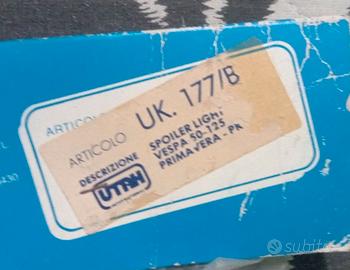 ARTICOLO
ARTICOLO UK. 177/B
DESCRIZIONE SPOILER LIGHT
VESPA 50-125
PRIMAVERA - PK
UTAH
subito